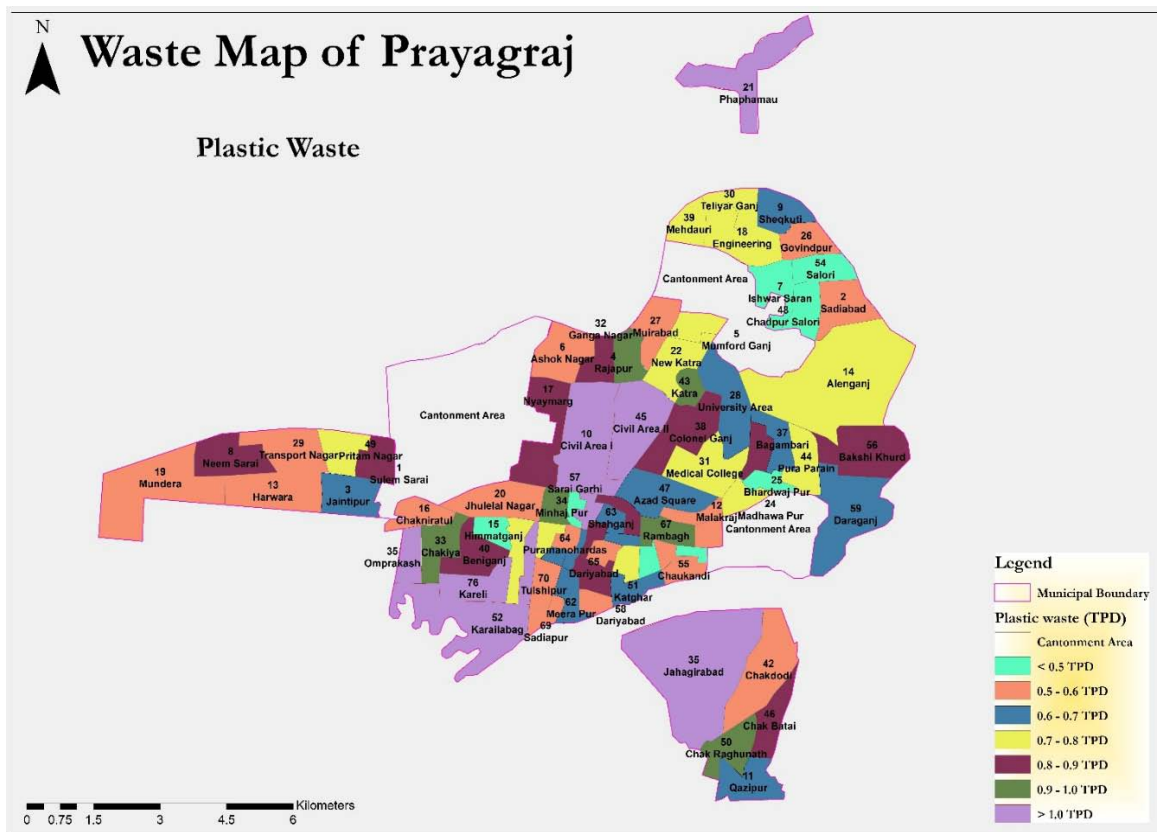 N
Waste Map of Prayagraj
Plastic Waste
21
Phaphamau
30
Teliyar Ganj
9
Sheqkuti
39
Mehdauri
18
Engineering
26
Govindpur
54
Salori
Cantonment Area
7
Ishwar Saran
48
Chadpur Salori
2
Sadiabad
32
Ganga Nagar
27
Muirabad
5
Mumford Ganj
6
Ashok Nagar
4
Rajapur
22
New Katra
14
Alenganj
43
Katra
17
Nyaymarg
28
University Area
Cantonment Area
45
Civil Area II
10
Civil Area I
38
Colonel Ganj
37
Bagambari
56
Bakshi Khurd
29
Transport Nagar
49
Pritam Nagar
8
Neem Sarai
1
Sulem Sarai
19
Mundera
31
Medical College
44
Pura Parain
13
Harwara
3
Jaintipur
57
Sarai Garhi
47
Azad Square
25
Bhardwaj Pur
24
Madhawa Pur
Cantonment Area
59
Daraganj
20
Jhulelal Nagar
34
Minhaj Pur
12
Malakraj
16
Chakniratul
63
Shahganj
67
Rambagh
15
Himmatganj
33
Chakiya
64
Puramanohardas
35
Omprakash
40
Beniganj
65
Dariyabad
55
Chaukandi
76
Kareli
70
Tulshipur
51
Katghar
52
Karailabag
62
Meera Pur
58
Dariyabad
69
Sadiapur
35
Jahagirabad
42
Chakdodi
46
Chak Batai
50
Chak Raghunath
11
Qazipur
Legend
Municipal Boundary
Plastic waste (TPD)
Cantonment Area
< 0.5 TPD
0.5 - 0.6 TPD
0.6 - 0.7 TPD
0.7 - 0.8 TPD
0.8 - 0.9 TPD
0.9 - 1.0 TPD
> 1.0 TPD
Kilometers
0 0.75 1.5 3 4.5 6